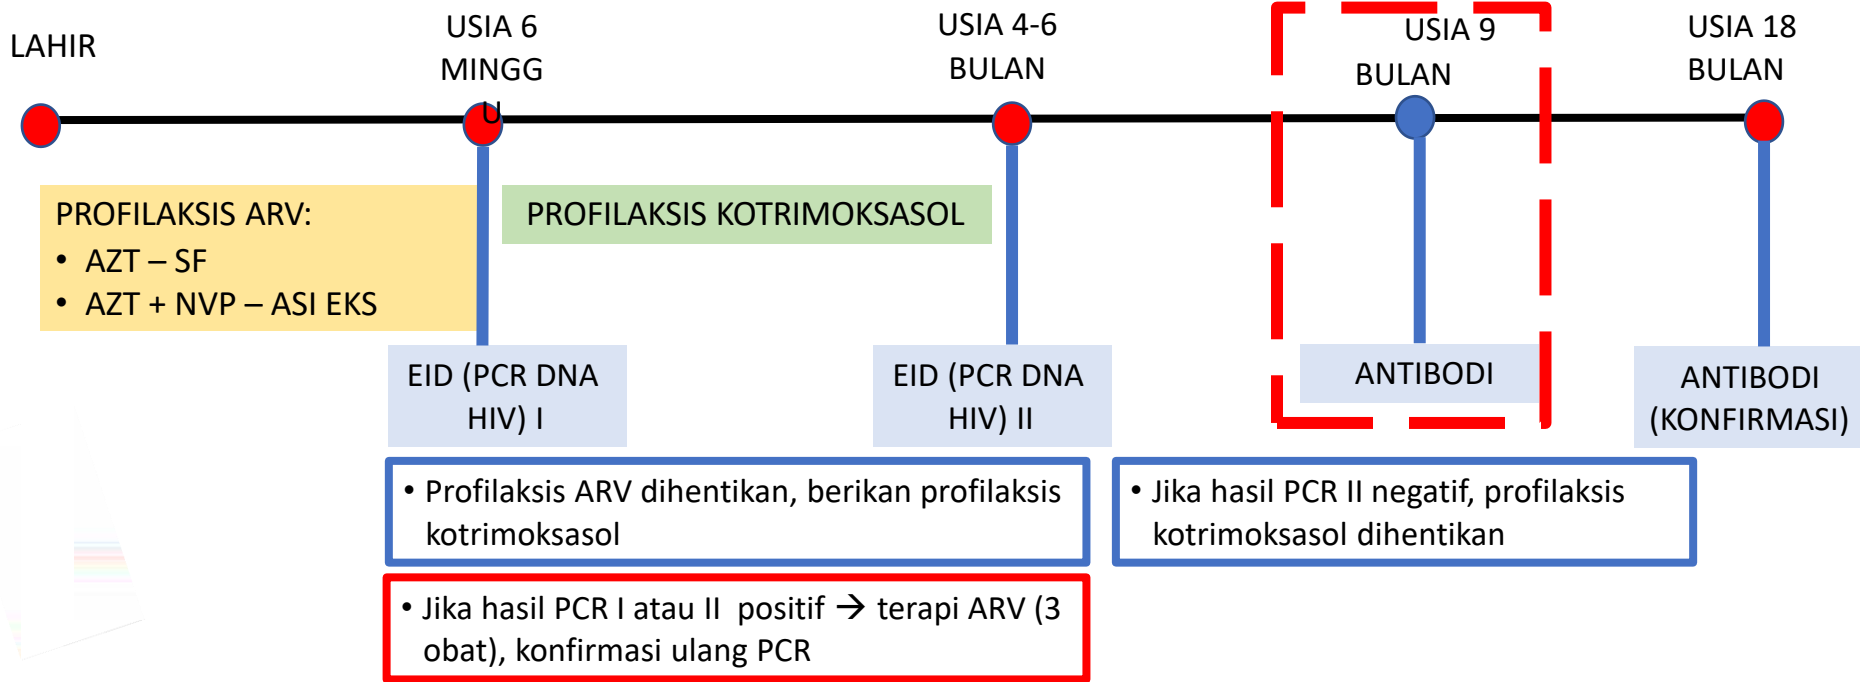 LAHIR
USIA 6
MINGG
U
USIA 4-6
BULAN
USIA 9
BULAN
USIA 18
BULAN
PROFILAKSIS ARV:
• AZT – SF
• AZT + NVP – ASI EKS
PROFILAKSIS KOTRIMOKSASOL
EID (PCR DNA
HIV) I
EID (PCR DNA
HIV) II
ANTIBODI
ANTIBODI
(KONFIRMASI)
• Profilaksis ARV dihentikan, berikan profilaksis
kotrimoksasol
• Jika hasil PCR II negatif, profilaksis
kotrimoksasol dihentikan
• Jika hasil PCR I atau II positif → terapi ARV (3
obat), konfirmasi ulang PCR